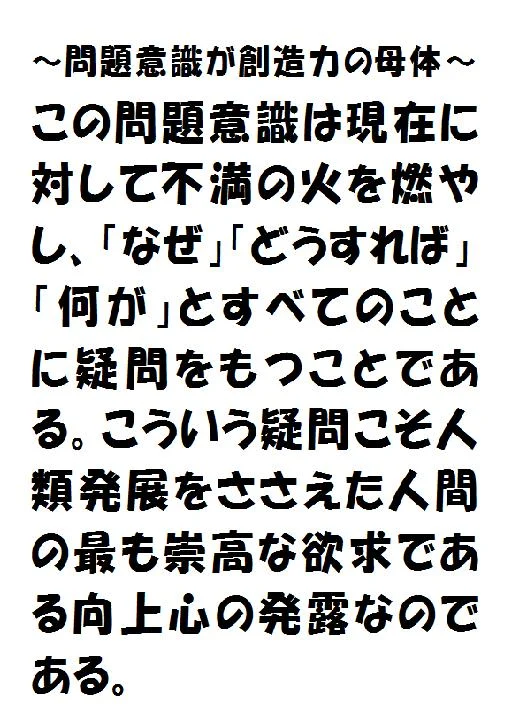 ～問題意識が創造力の母体～
この問題意識は現在に
対して不満の火を燃や
し、「なぜ」「どうすれば」
「何が」とすべてのこと
に疑問をもつことであ
る。こういう疑問こそ人
類発展をささえた人間
の最も崇高な欲求であ
る向上心の発露なので
ある。